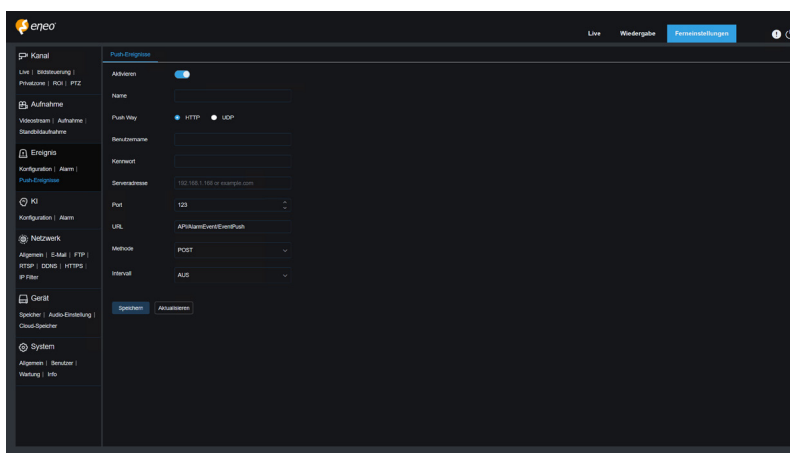 eneo
Live Wiedergabe Ferneinstellungen
Kanal
Live | Bildsteuerung |
Privatzone | ROI | PTZ
Aufnahme
Videostream | Aufnahme |
Standbildaufnahme
Ereignis
Konfiguration | Alarm |
Push-Ereignisse
KI
Konfiguration | Alarm
Netzwerk
Allgemein | E-Mail | FTP |
RTSP | DDNS | HTTPS |
IP Filter
Gerät
Speicher | Audio-Einstellung |
Cloud-Speicher
System
Allgemein | Benutzer |
Wartung | Info
Push-Ereignisse
Aktivieren
Name
Push Way HTTP UDP
Benutzername
Kennwort
Serveradresse 192.168.1.168 or example.com
Port 123
URL API/AlarmEvent/EventPush
Methode POST
Intervall AUS
Speichern Aktualisieren